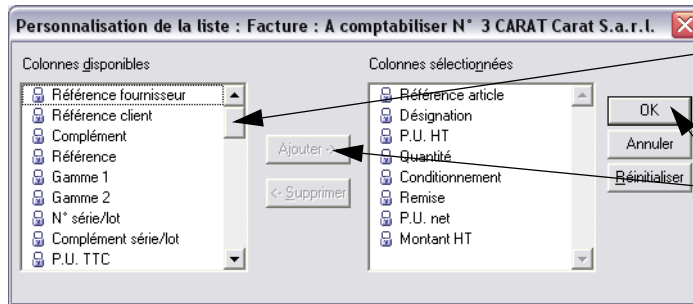 Personnalisation de la liste : Facture : A comptabiliser N° 3 CARAT Carat S.a.r.l.
Colonnes disponibles
Référence fournisseur
Référence client
Complément
Référence
Gamme 1
Gamme 2
N° série/lot
Complément série/lot
P.U. TTC
Ajouter ->
<- Supprimer
Colonnes sélectionnées
Référence article
Désignation
P.U. HT
Quantité
Conditionnement
Remise
P.U. net
Montant HT
OK
Annuler
Réinitialiser